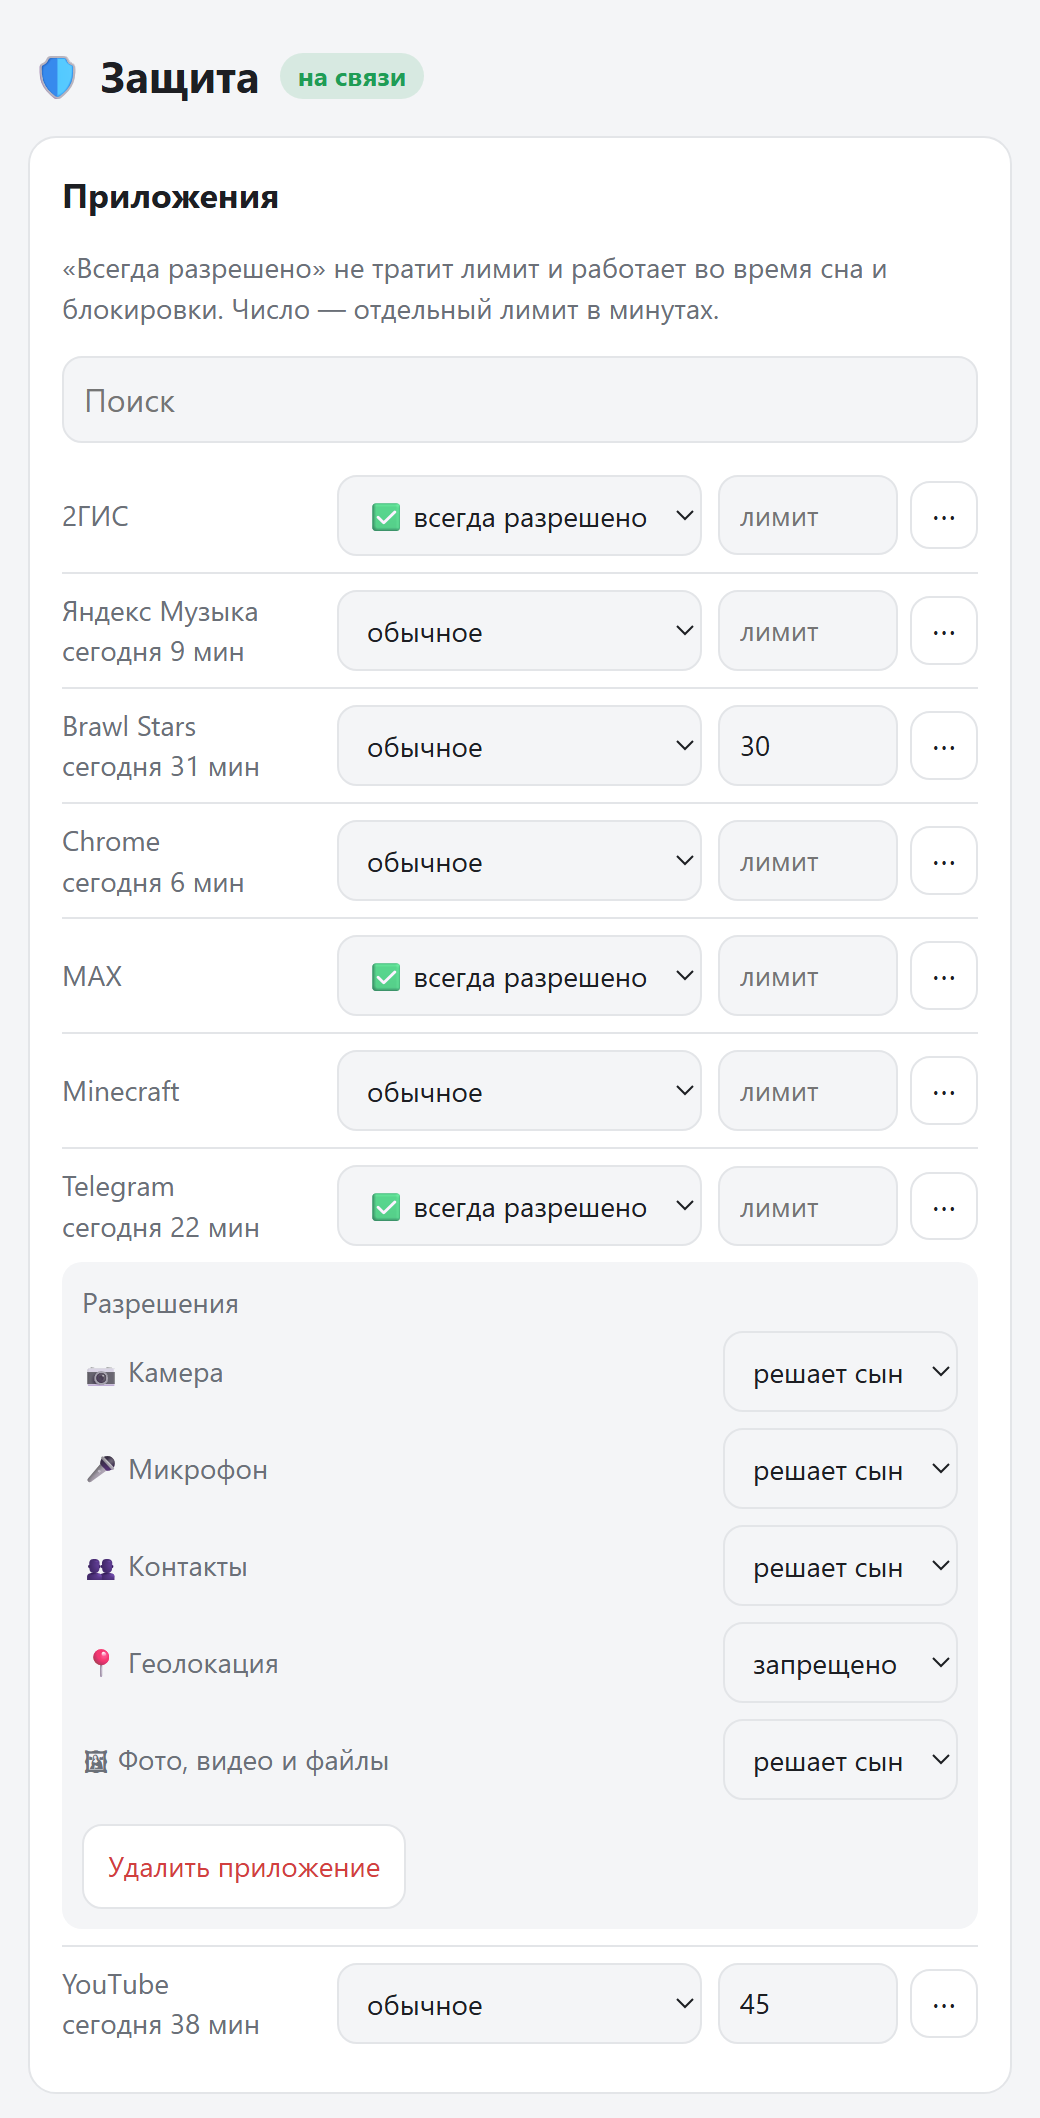 Защита
на связи
Приложения
«Всегда разрешено» не тратит лимит и работает во время сна и
блокировки. Число — отдельный лимит в минутах.
Поиск
2ГИС
всегда разрешено
лимит
...
Яндекс Музыка
сегодня 9 мин
обычное
лимит
...
Brawl Stars
сегодня 31 мин
обычное
30
...
Chrome
сегодня 6 мин
обычное
лимит
...
MAX
всегда разрешено
лимит
...
Minecraft
обычное
лимит
...
Telegram
сегодня 22 мин
всегда разрешено
лимит
...
Разрешения
Камера
решает сын
Микрофон
решает сын
Контакты
решает сын
Геолокация
запрещено
Фото, видео и файлы
решает сын
Удалить приложение
YouTube
сегодня 38 мин
обычное
45
...